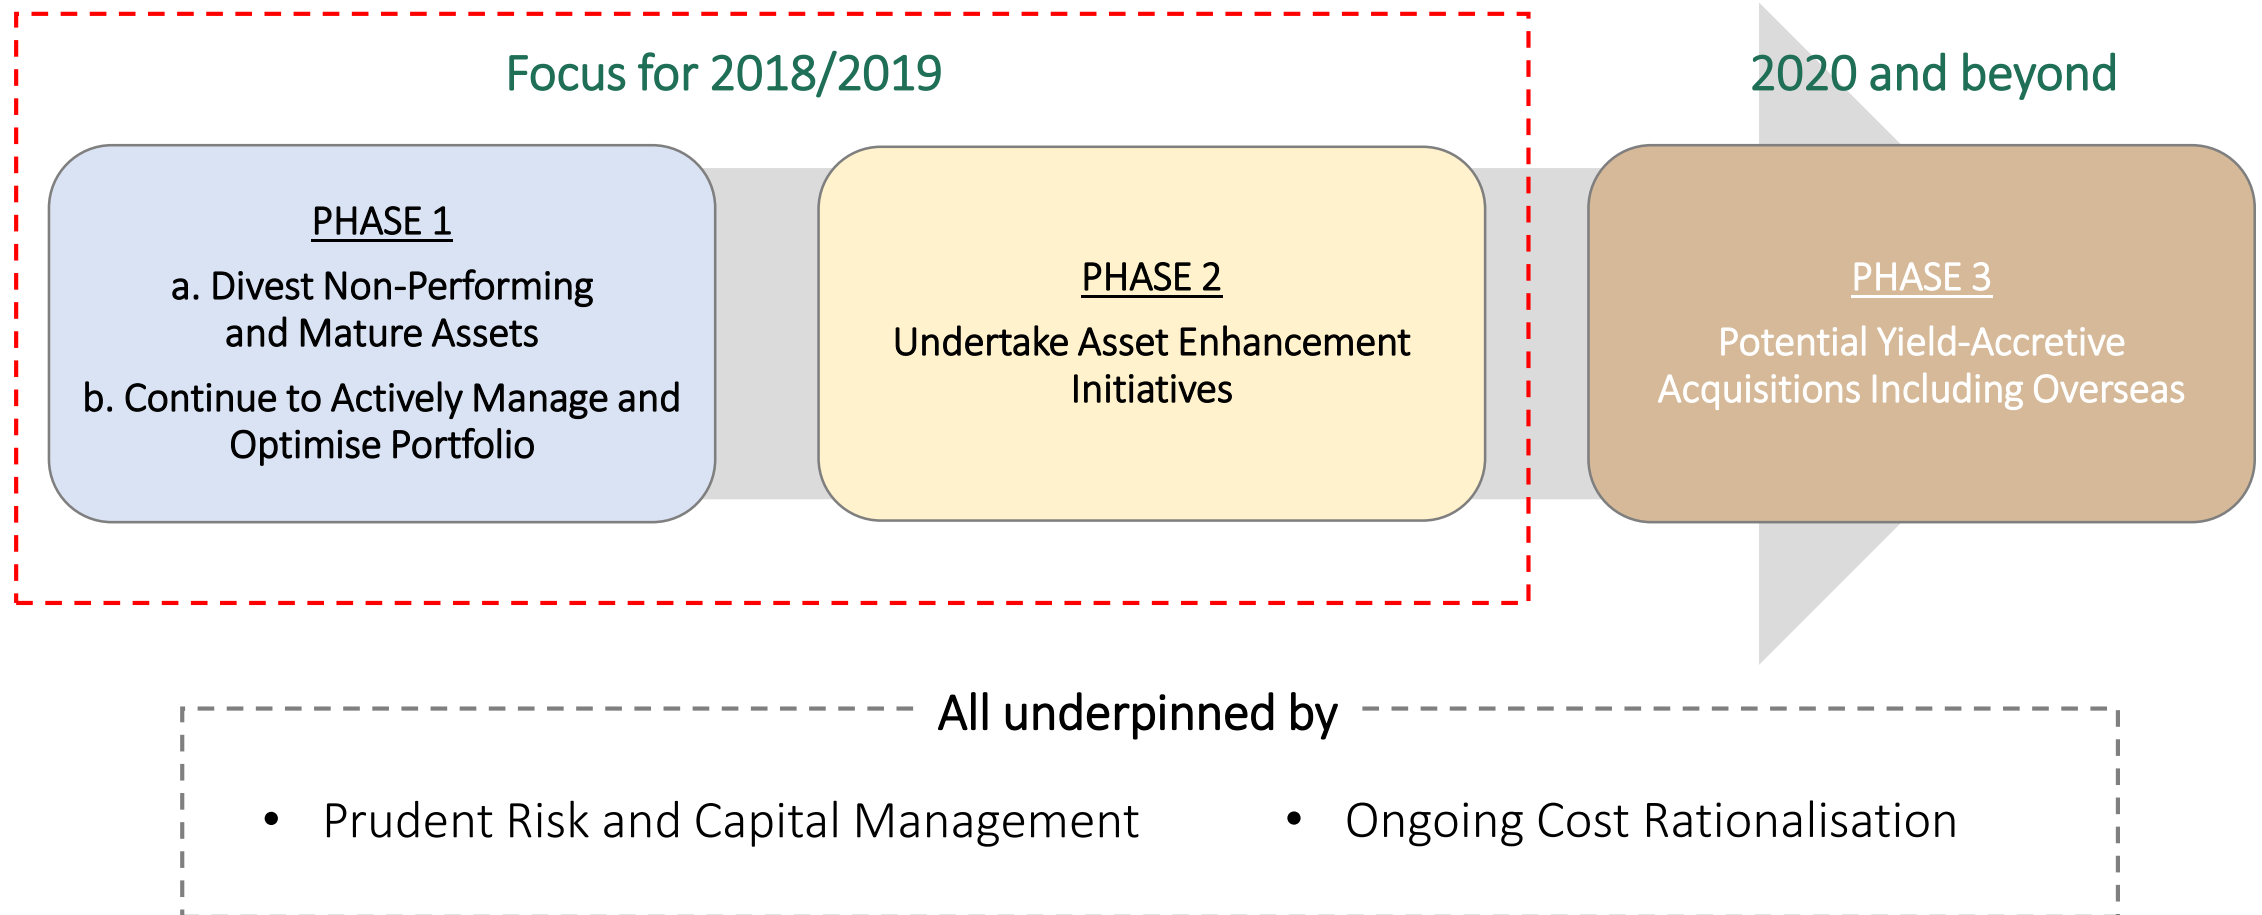 Focus for 2018/2019
2020 and beyond
PHASE 1
a. Divest Non-Performing
and Mature Assets
b. Continue to Actively Manage and
Optimise Portfolio
PHASE 2
Undertake Asset Enhancement
Initiatives
PHASE 3
Potential Yield-Accretive
Acquisitions Including Overseas
All underpinned by
• Prudent Risk and Capital Management
• Ongoing Cost Rationalisation